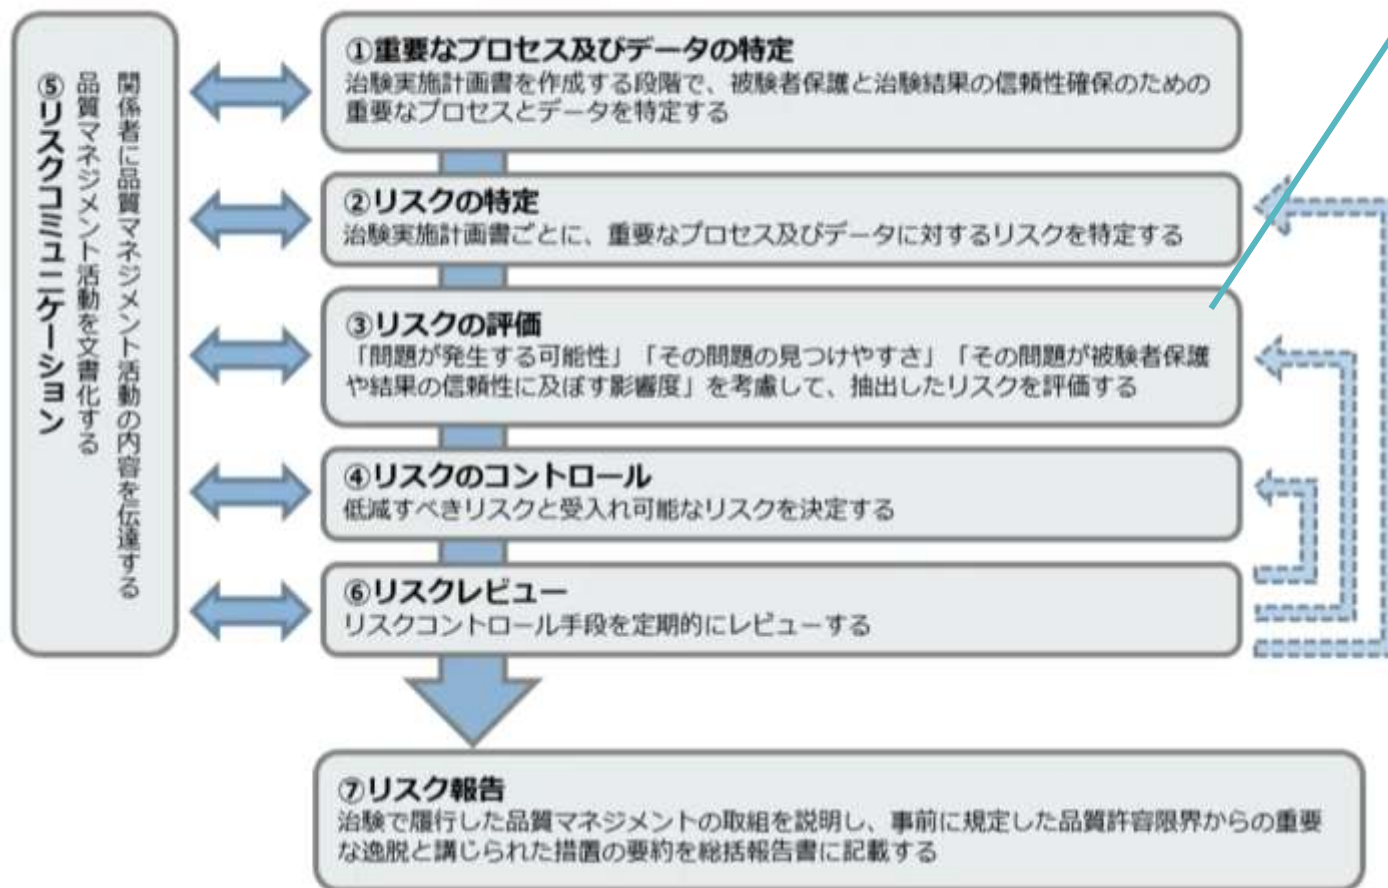 ①重要なプロセス及びデータの特定
治験実施計画書を作成する段階で、被験者保護と治験結果の信頼性確保のための
重要なプロセスとデータを特定する
②リスクの特定
治験実施計画書ごとに、重要なプロセス及びデータに対するリスクを特定する
③リスクの評価
「問題が発生する可能性」「その問題の見つけやすさ」「その問題が被験者保護
や結果の信頼性に及ぼす影響度」を考慮して、抽出したリスクを評価する
④リスクのコントロール
低減すべきリスクと受入れ可能なリスクを決定する
⑤リスクコミュニケーション
品質マネジメント活動を文書化する
関係者に品質マネジメント活動の内容を伝達する
⑥リスクレビュー
リスクコントロール手段を定期的にレビューする
⑦リスク報告
治験で履行した品質マネジメントの取組を説明し、事前に規定した品質許容限界からの重要
な逸脱と講じられた措置の要約を総括報告書に記載する